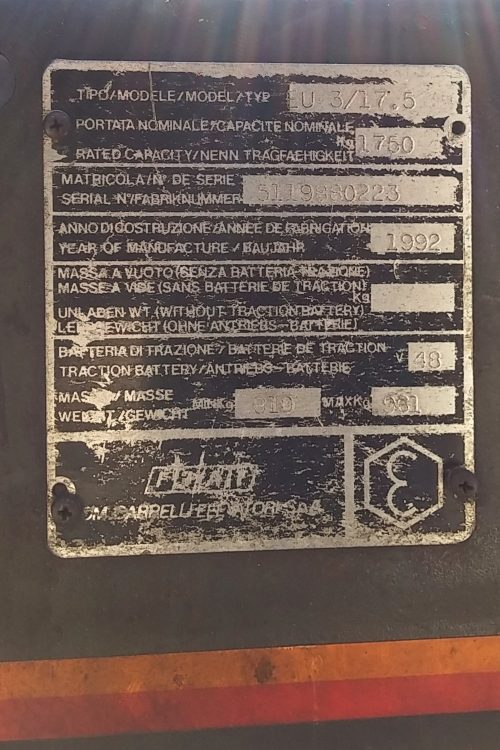 TIPO/MODELE/MODEL/TYP EU 3/17.5
PORTATA NOMINALE/CAPACITE NOMINALE
RATED CAPACITY/NENN TRAGFAEHIGKEIT Kg 1750
MATRICOLA/N° DE SERIE
SERIAL N°/FABRIKNUMMER 5119880223
ANNO DI COSTRUZIONE/ANNEE DE FABRICATION
YEAR OF MANUFACTURE / BAUJAHR 1992
MASSA A VUOTO (SENZA BATTERIA TRAZIONE)
MASSE A VIDE (SANS BATTERIE DE TRACTION)
Kg
UNLADEN WT. (WITHOUT TRACTION BATTERY)
LEERGEWICHT (OHNE ANTRIEBS - BATTERIE)
BATTERIA DI TRAZIONE / BATTERIE DE TRACTION
TRACTION BATTERY/ANTRIEBS-BATTERIE V 48
MASSA / MASSE
WEIGHT/GEWICHT MIN Kg 810 MAX Kg 981
OM CARRELLI ELEVATORI S.p.A.